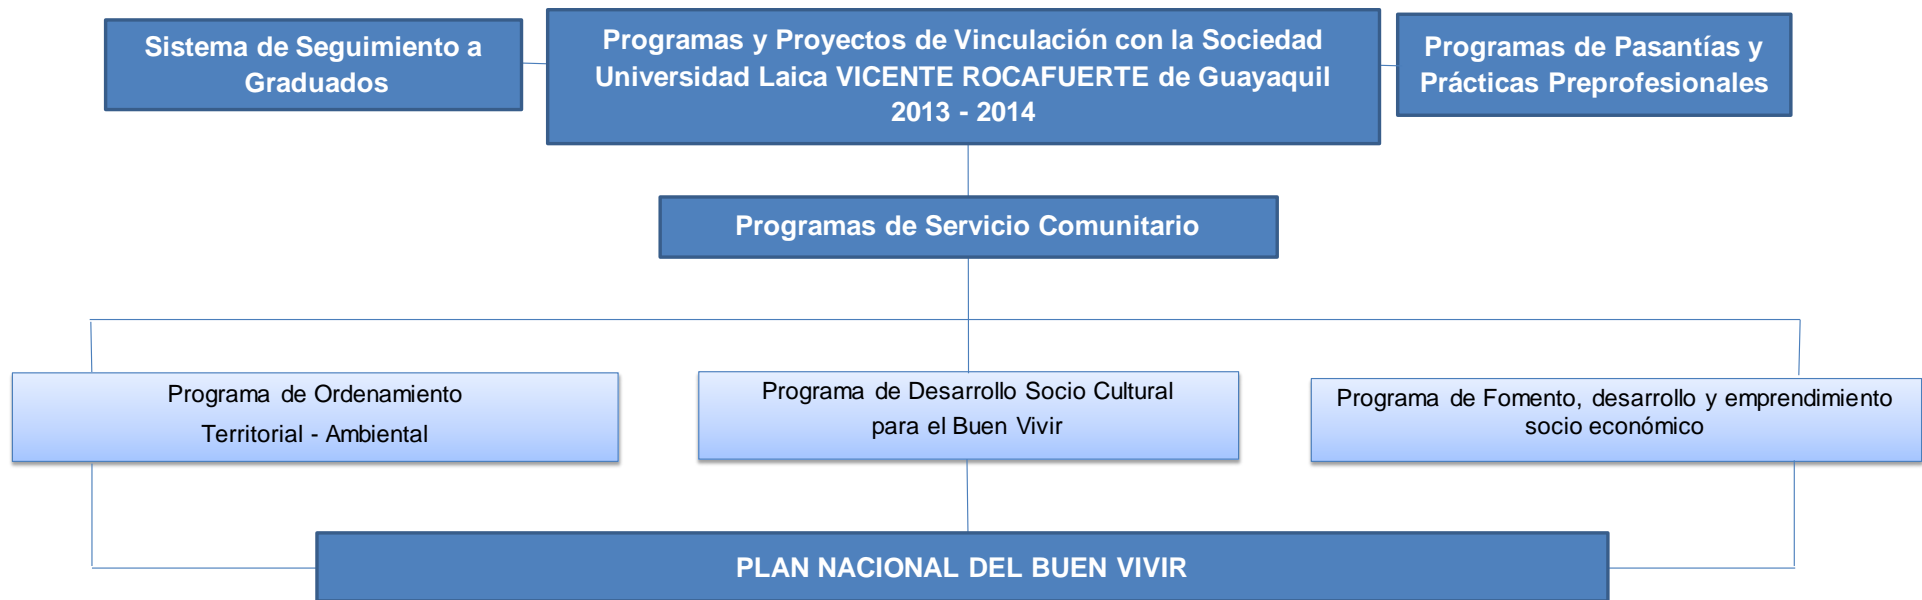 Sistema de Seguimiento a
Graduados
Programas y Proyectos de Vinculación con la Sociedad
Universidad Laica VICENTE ROCAFUERTE de Guayaquil
2013 - 2014
Programas de Pasantías y
Prácticas Preprofesionales
Programas de Servicio Comunitario
Programa de Ordenamiento
Territorial - Ambiental
Programa de Desarrollo Socio Cultural
para el Buen Vivir
Programa de Fomento, desarrollo y emprendimiento
socio económico
PLAN NACIONAL DEL BUEN VIVIR